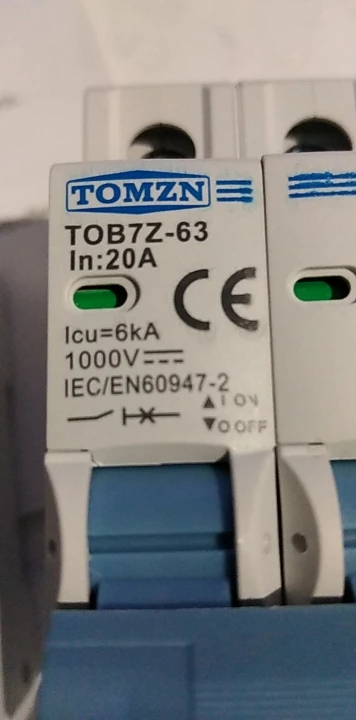 TOMZN
TOB7Z-63
In:20A
CE
Icu=6kA
1000V⎓
IEC/EN60947-2
▲ I ON
▼O OFF